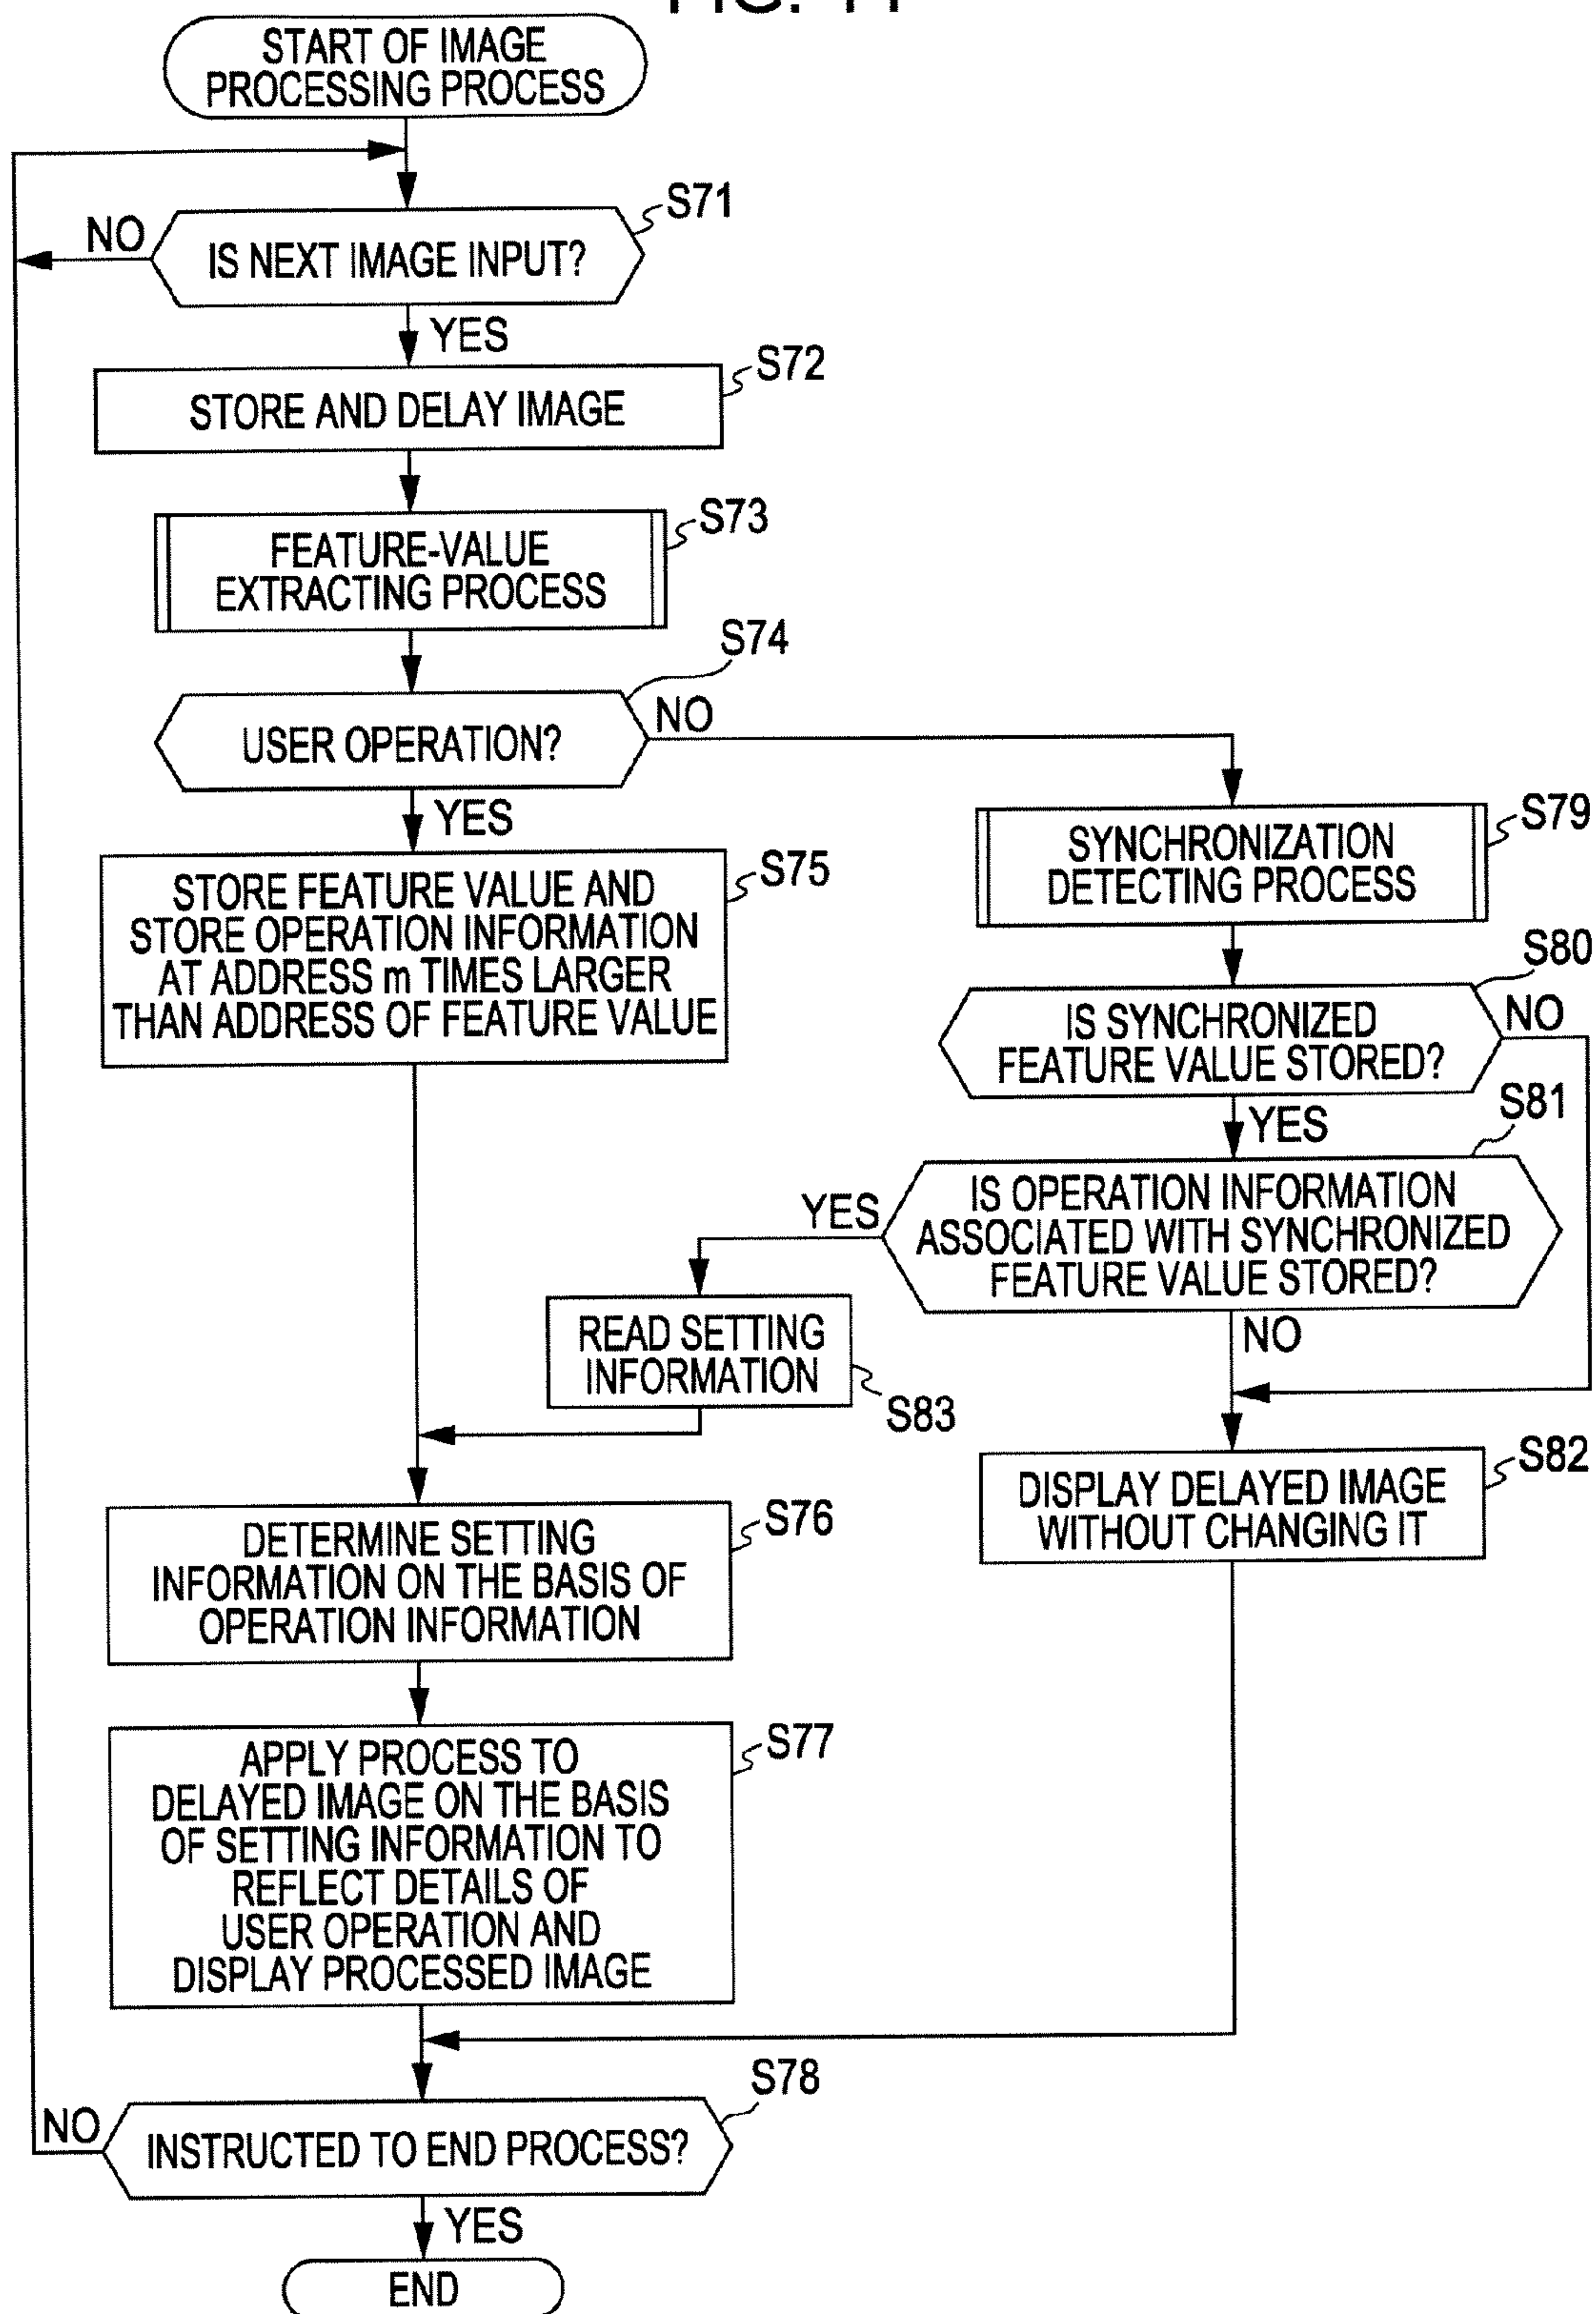 START OF IMAGE
PROCESSING PROCESS
S71
NO
IS NEXT IMAGE INPUT?
YES
S72
STORE AND DELAY IMAGE
S73
FEATURE-VALUE
EXTRACTING PROCESS
S74
USER OPERATION?
NO
YES
S75
STORE FEATURE VALUE AND
STORE OPERATION INFORMATION
AT ADDRESS m TIMES LARGER
THAN ADDRESS OF FEATURE VALUE
S79
SYNCHRONIZATION
DETECTING PROCESS
S80
IS SYNCHRONIZED
FEATURE VALUE STORED?
NO
YES
S81
IS OPERATION INFORMATION
ASSOCIATED WITH SYNCHRONIZED
FEATURE VALUE STORED?
YES
NO
READ SETTING
INFORMATION
S83
S82
DISPLAY DELAYED IMAGE
WITHOUT CHANGING IT
S76
DETERMINE SETTING
INFORMATION ON THE BASIS OF
OPERATION INFORMATION
S77
APPLY PROCESS TO
DELAYED IMAGE ON THE BASIS
OF SETTING INFORMATION TO
REFLECT DETAILS OF
USER OPERATION AND
DISPLAY PROCESSED IMAGE
S78
NO
INSTRUCTED TO END PROCESS?
YES
END